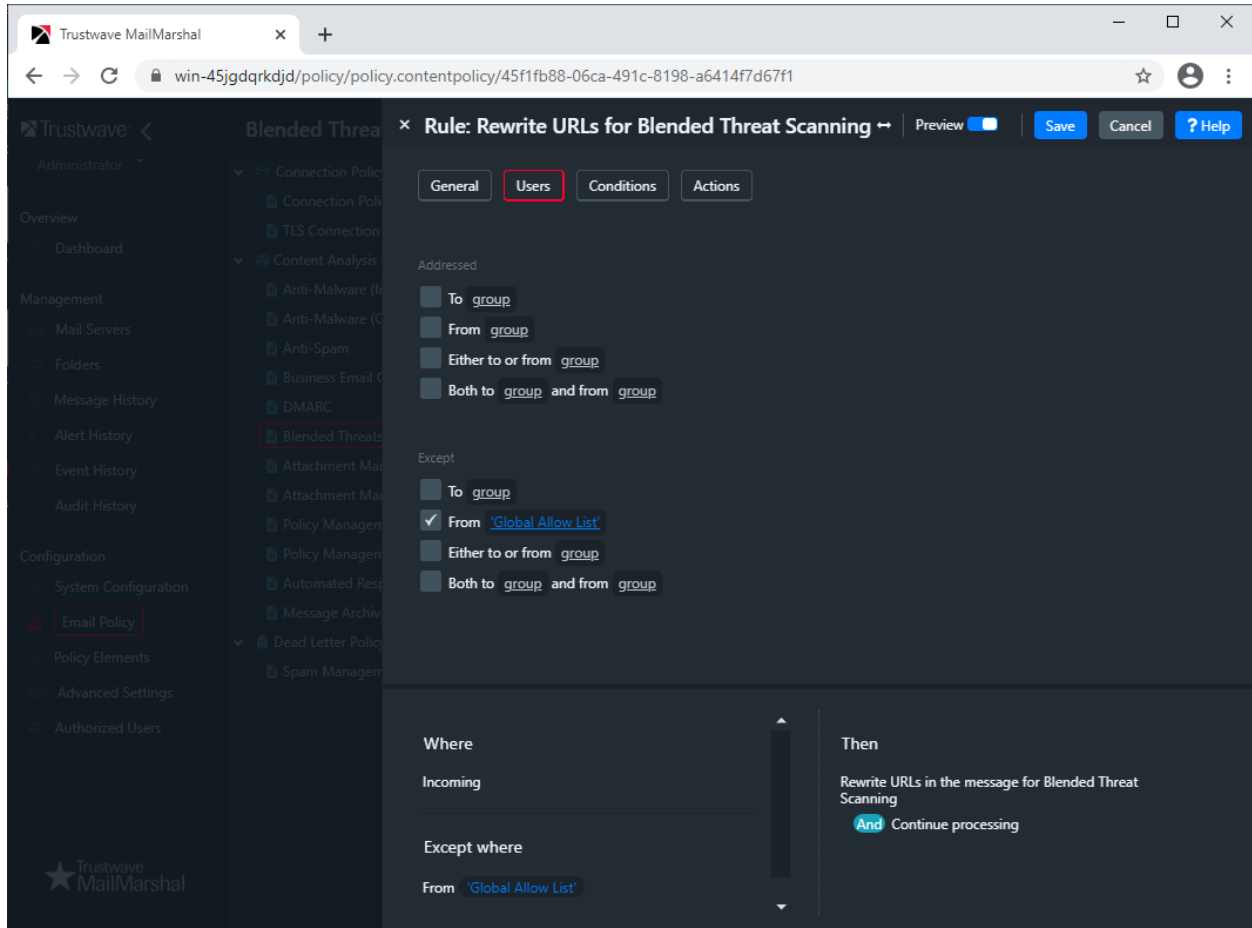 Trustwave MailMarshal
win-45jgdqrkdjd/policy/policy.contentpolicy/45f1fb88-06ca-491c-8198-a6414f7d67f1
Trustwave
Administrator
Overview
Dashboard
Management
Mail Servers
Folders
Message History
Alert History
Event History
Audit History
Configuration
System Configuration
Email Policy
Policy Elements
Advanced Settings
Authorized Users
Trustwave
MailMarshal
Blended Threa
Connection Polic
Connection Poli
TLS Connection
Content Analysis
Anti-Malware (I
Anti-Malware (O
Anti-Spam
Business Email C
DMARC
Blended Threats
Attachment Ma
Attachment Ma
Policy Managem
Policy Managem
Automated Resp
Message Archiv
Dead Letter Policy
Spam Managem
Rule: Rewrite URLs for Blended Threat Scanning
Preview
Save
Cancel
? Help
General Users Conditions Actions
Addressed
To group
From group
Either to or from group
Both to group and from group
Except
To group
From 'Global Allow List'
Either to or from group
Both to group and from group
Where
Incoming
Except where
From 'Global Allow List'
Then
Rewrite URLs in the message for Blended Threat
Scanning
And Continue processing